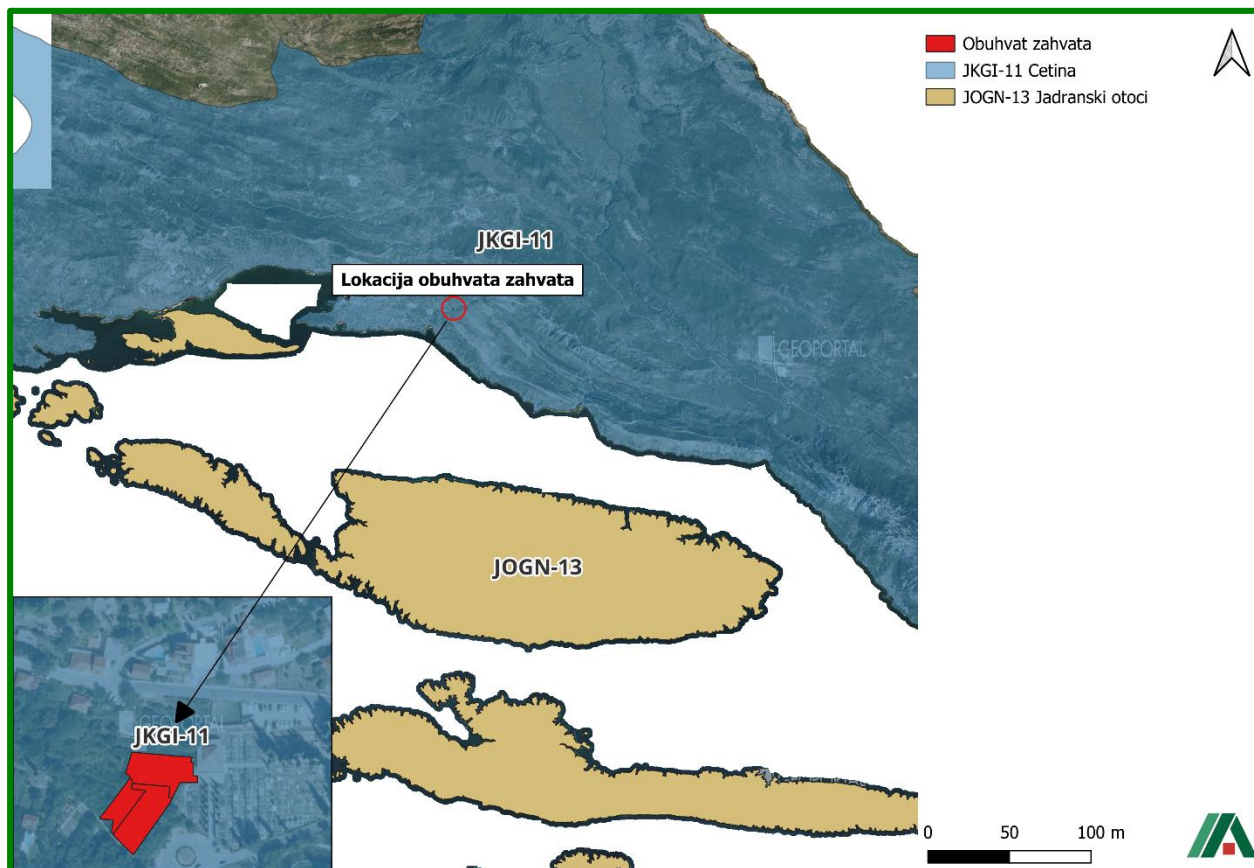 Obuhvat zahvata
JKGI-11 Cetina
JOGN-13 Jadranski otoci
JKGI-11
Lokacija obuhvata zahvata
GEOPORTAL
JOGN-13
GEOPORTAL
JKGI-11
0 50 100 m